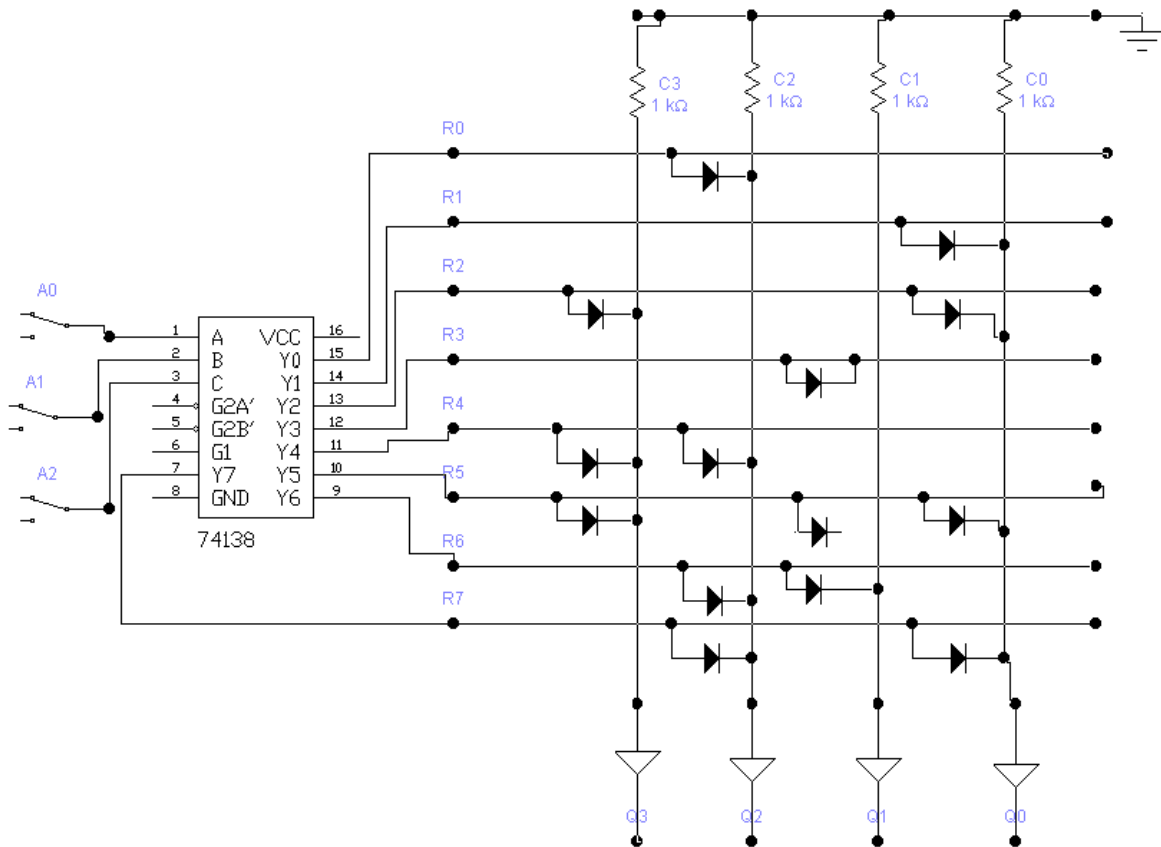 C3
1 kΩ
C2
1 kΩ
C1
1 kΩ
C0
1 kΩ
R0
R1
R2
R3
R4
R5
R6
R7
A0
A1
A2
1 A VCC 16
2 B Y0 15
3 C Y1 14
4 G2A' Y2 13
5 G2B' Y3 12
6 G1 Y4 11
7 Y7 Y5 10
8 GND Y6 9
74138
Q3 Q2 Q1 Q0